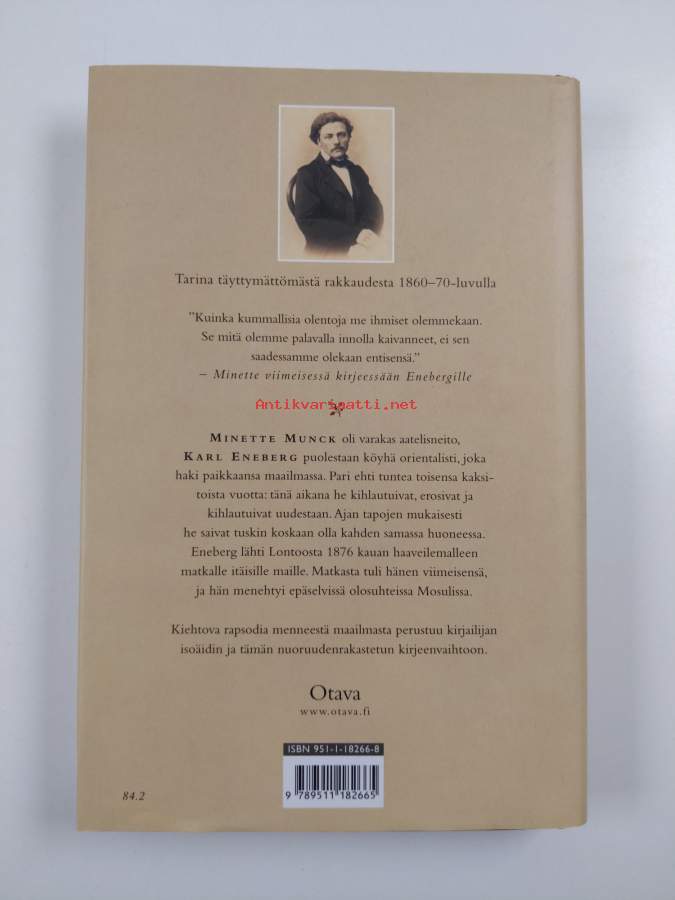 Tarina täyttymättömästä rakkaudesta 1860–70-luvulla
”Kuinka kummallisia olentoja me ihmiset olemmekaan.
Se mitä olemme palavalla innolla kaivanneet, ei sen
saadessamme olekaan entisensä.”
– Minette viimeisessä kirjeessään Enebergille
Antikvariaatti.net
MINETTE MUNCK oli varakas aatelisneito,
KARL ENEBERG puolestaan köyhä orientalisti, joka
haki paikkaansa maailmassa. Pari ehti tuntea toisensa kaksi-
toista vuotta: tänä aikana he kihlautuivat, erosivat ja
kihlautuivat uudestaan. Ajan tapojen mukaisesti
he saivat tuskin koskaan olla kahden samassa huoneessa.
Eneberg lähti Lontoosta 1876 kauan haaveilemalleen
matkalle itäisille maille. Matkasta tuli hänen viimeisensä,
ja hän menehtyi epäselvissä olosuhteissa Mosulissa.
Kiehtova rapsodia menneestä maailmasta perustuu kirjailijan
isoäidin ja tämän nuoruudenrakastetun kirjeenvaihtoon.
Otava
www.otava.fi
ISBN 951-1-18266-8
9 789511 182665
84.2